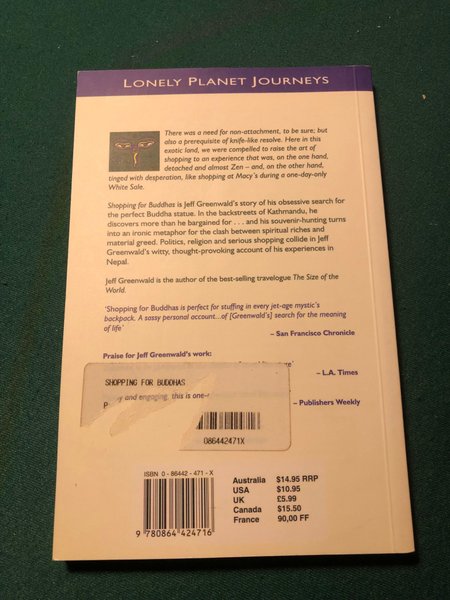 LONELY PLANET JOURNEYS
There was a need for non-attachment, to be sure; but
also a prerequisite of knife-like resolve. Here in this
exotic land, we were compelled to raise the art of
shopping to an experience that was, on the one hand,
detached and almost Zen – and, on the other hand,
tinged with desperation, like shopping at Macy's during a one-day-only
White Sale.
Shopping for Buddhas is Jeff Greenwald's story of his obsessive search for
the perfect Buddha statue. In the backstreets of Kathmandu, he
discovers more than he bargained for . . . and his souvenir-hunting turns
into an ironic metaphor for the clash between spiritual riches and
material greed. Politics, religion and serious shopping collide in Jeff
Greenwald's witty, thought-provoking account of his experiences in
Nepal.
Jeff Greenwald is the author of the best-selling travelogue The Size of the
World.
'Shopping for Buddhas is perfect for stuffing in every jet-age mystic's
backpack. A sassy personal account...of [Greenwald's] search for the meaning
of life'
– San Francisco Chronicle
Praise for Jeff Greenwald's work:
– L.A. Times
SHOPPING FOR BUDDHAS
and engaging, this is one-
– Publishers Weekly
086442471X
ISBN 0 - 86442 - 471 - X
9 780864 424716
Australia $14.95 RRP
USA $10.95
UK £5.99
Canada $15.50
France 90,00 FF